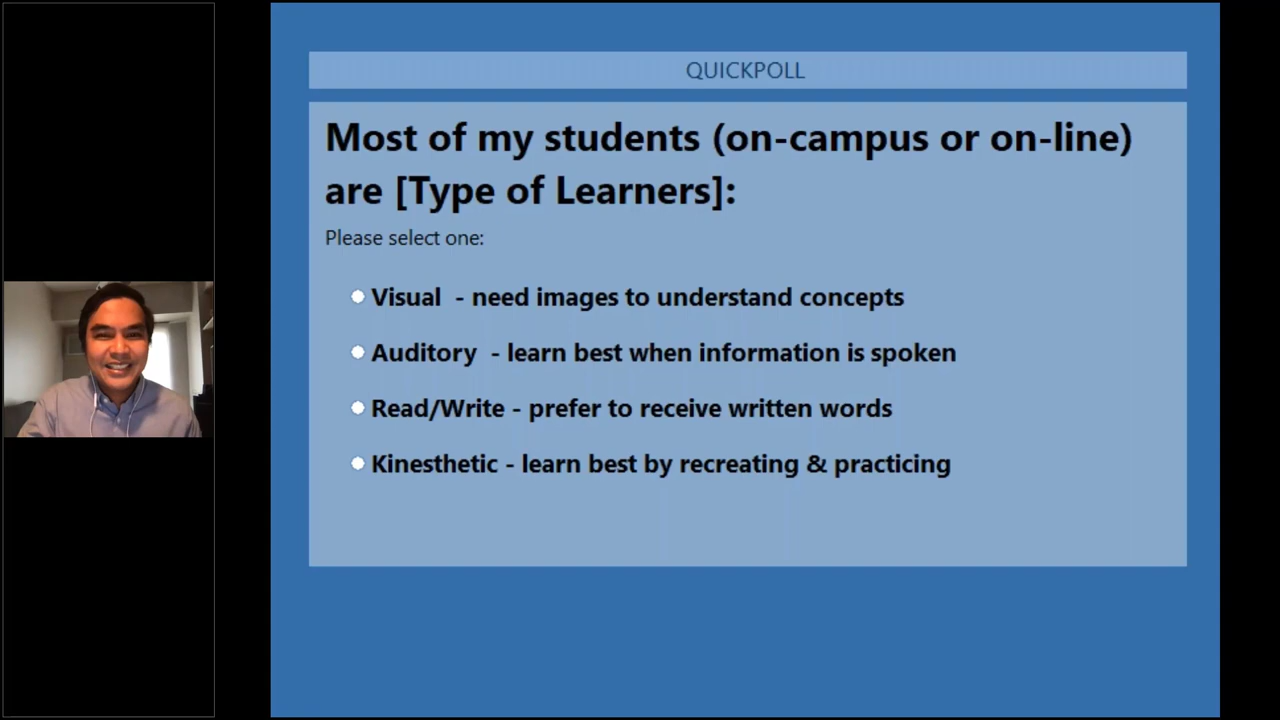 QUICKPOLL
Most of my students (on-campus or on-line)
are [Type of Learners]:
Please select one:
Visual - need images to understand concepts
Auditory - learn best when information is spoken
Read/Write - prefer to receive written words
Kinesthetic - learn best by recreating & practicing